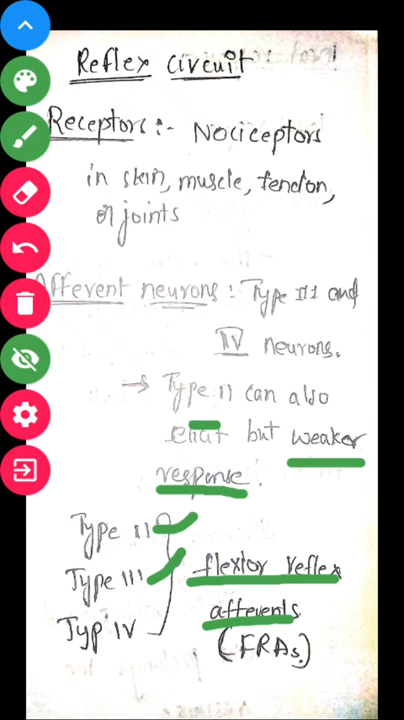 Reflex circuit:
Receptors:- Nociceptors
in skin, muscle, tendon,
or joints
Afferent neurons: Type III and
IV neurons.
→ Type II can also
elicit but weaker
response.
Type II
Type III
Typ IV
flextor reflex
afferents
(FRAs.)